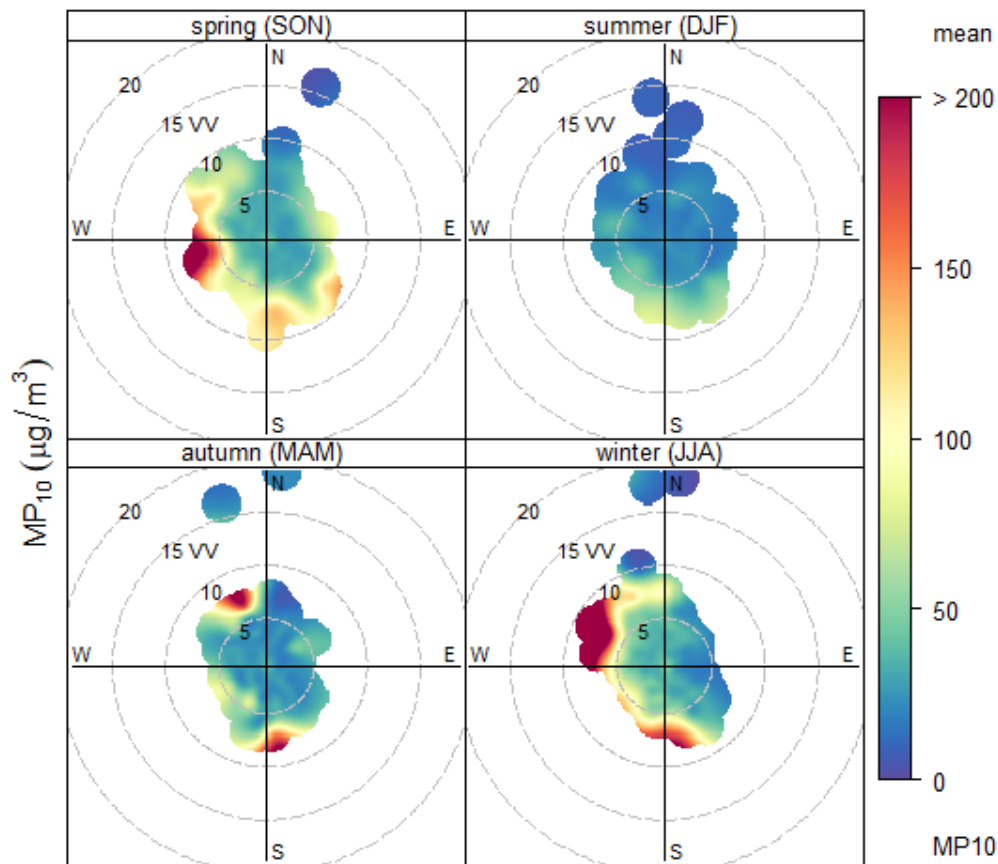 spring (SON)
summer (DJF)
mean
N
20
15 VV
10
5
W
E
S
N
20
15 VV
10
5
W
E
S
> 200
150
100
50
0
MP10
MP₁₀ (µg/m³)
autumn (MAM)
winter (JJA)
N
20
15 VV
10
5
W
E
S
N
20
15 VV
10
5
W
E
S